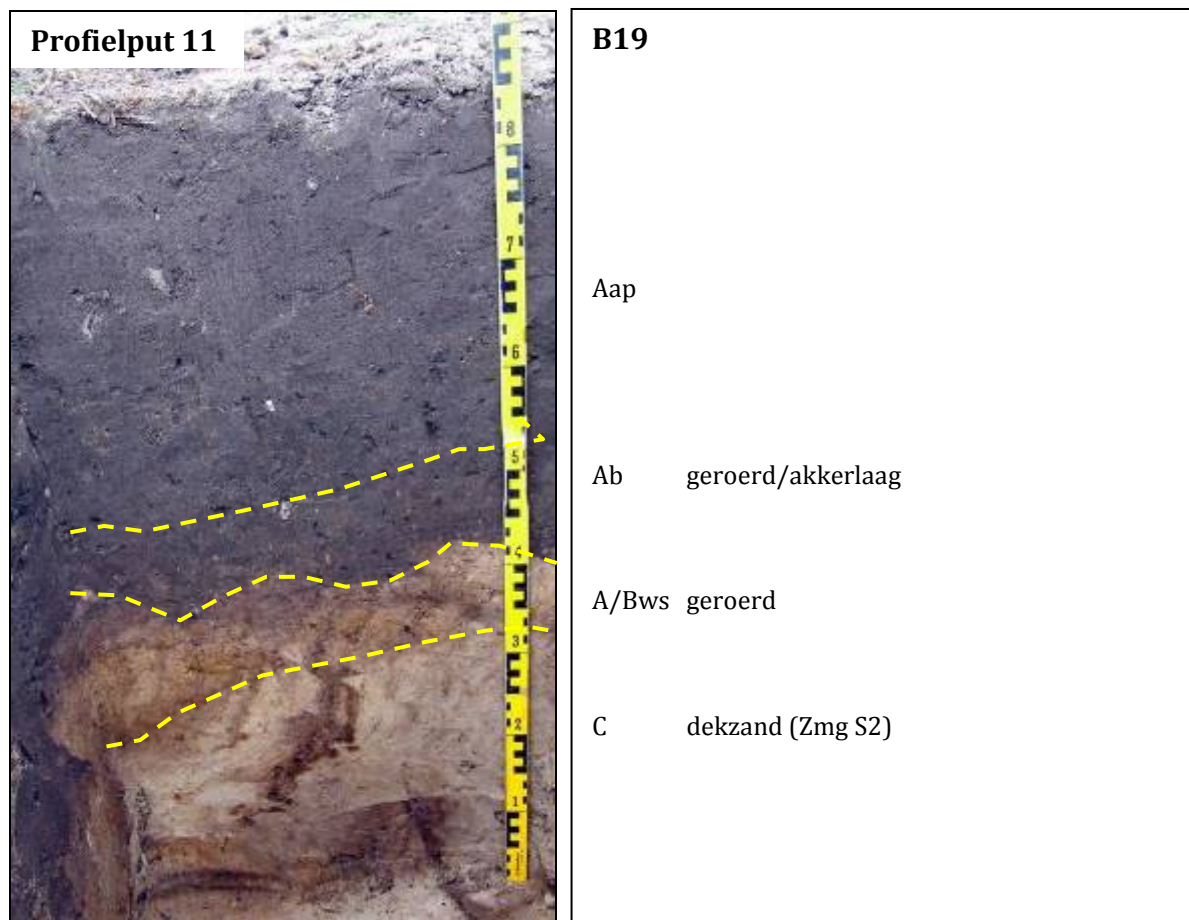 Profielput 11
B19
8
7
6
5
4
3
2
1
Aap
Ab geroerd/akkerlaag
A/Bws geroerd
C dekzand (Zmg S2)